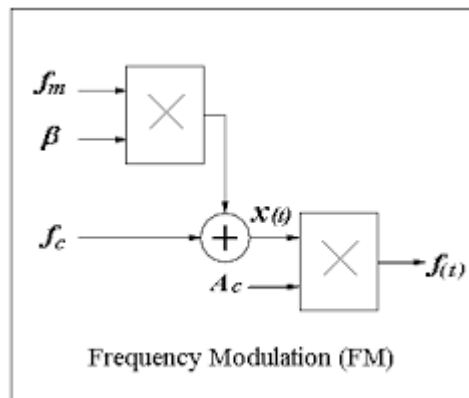 fm
β
fc
+
x(t)
Ac
f(t)
Frequency Modulation (FM)